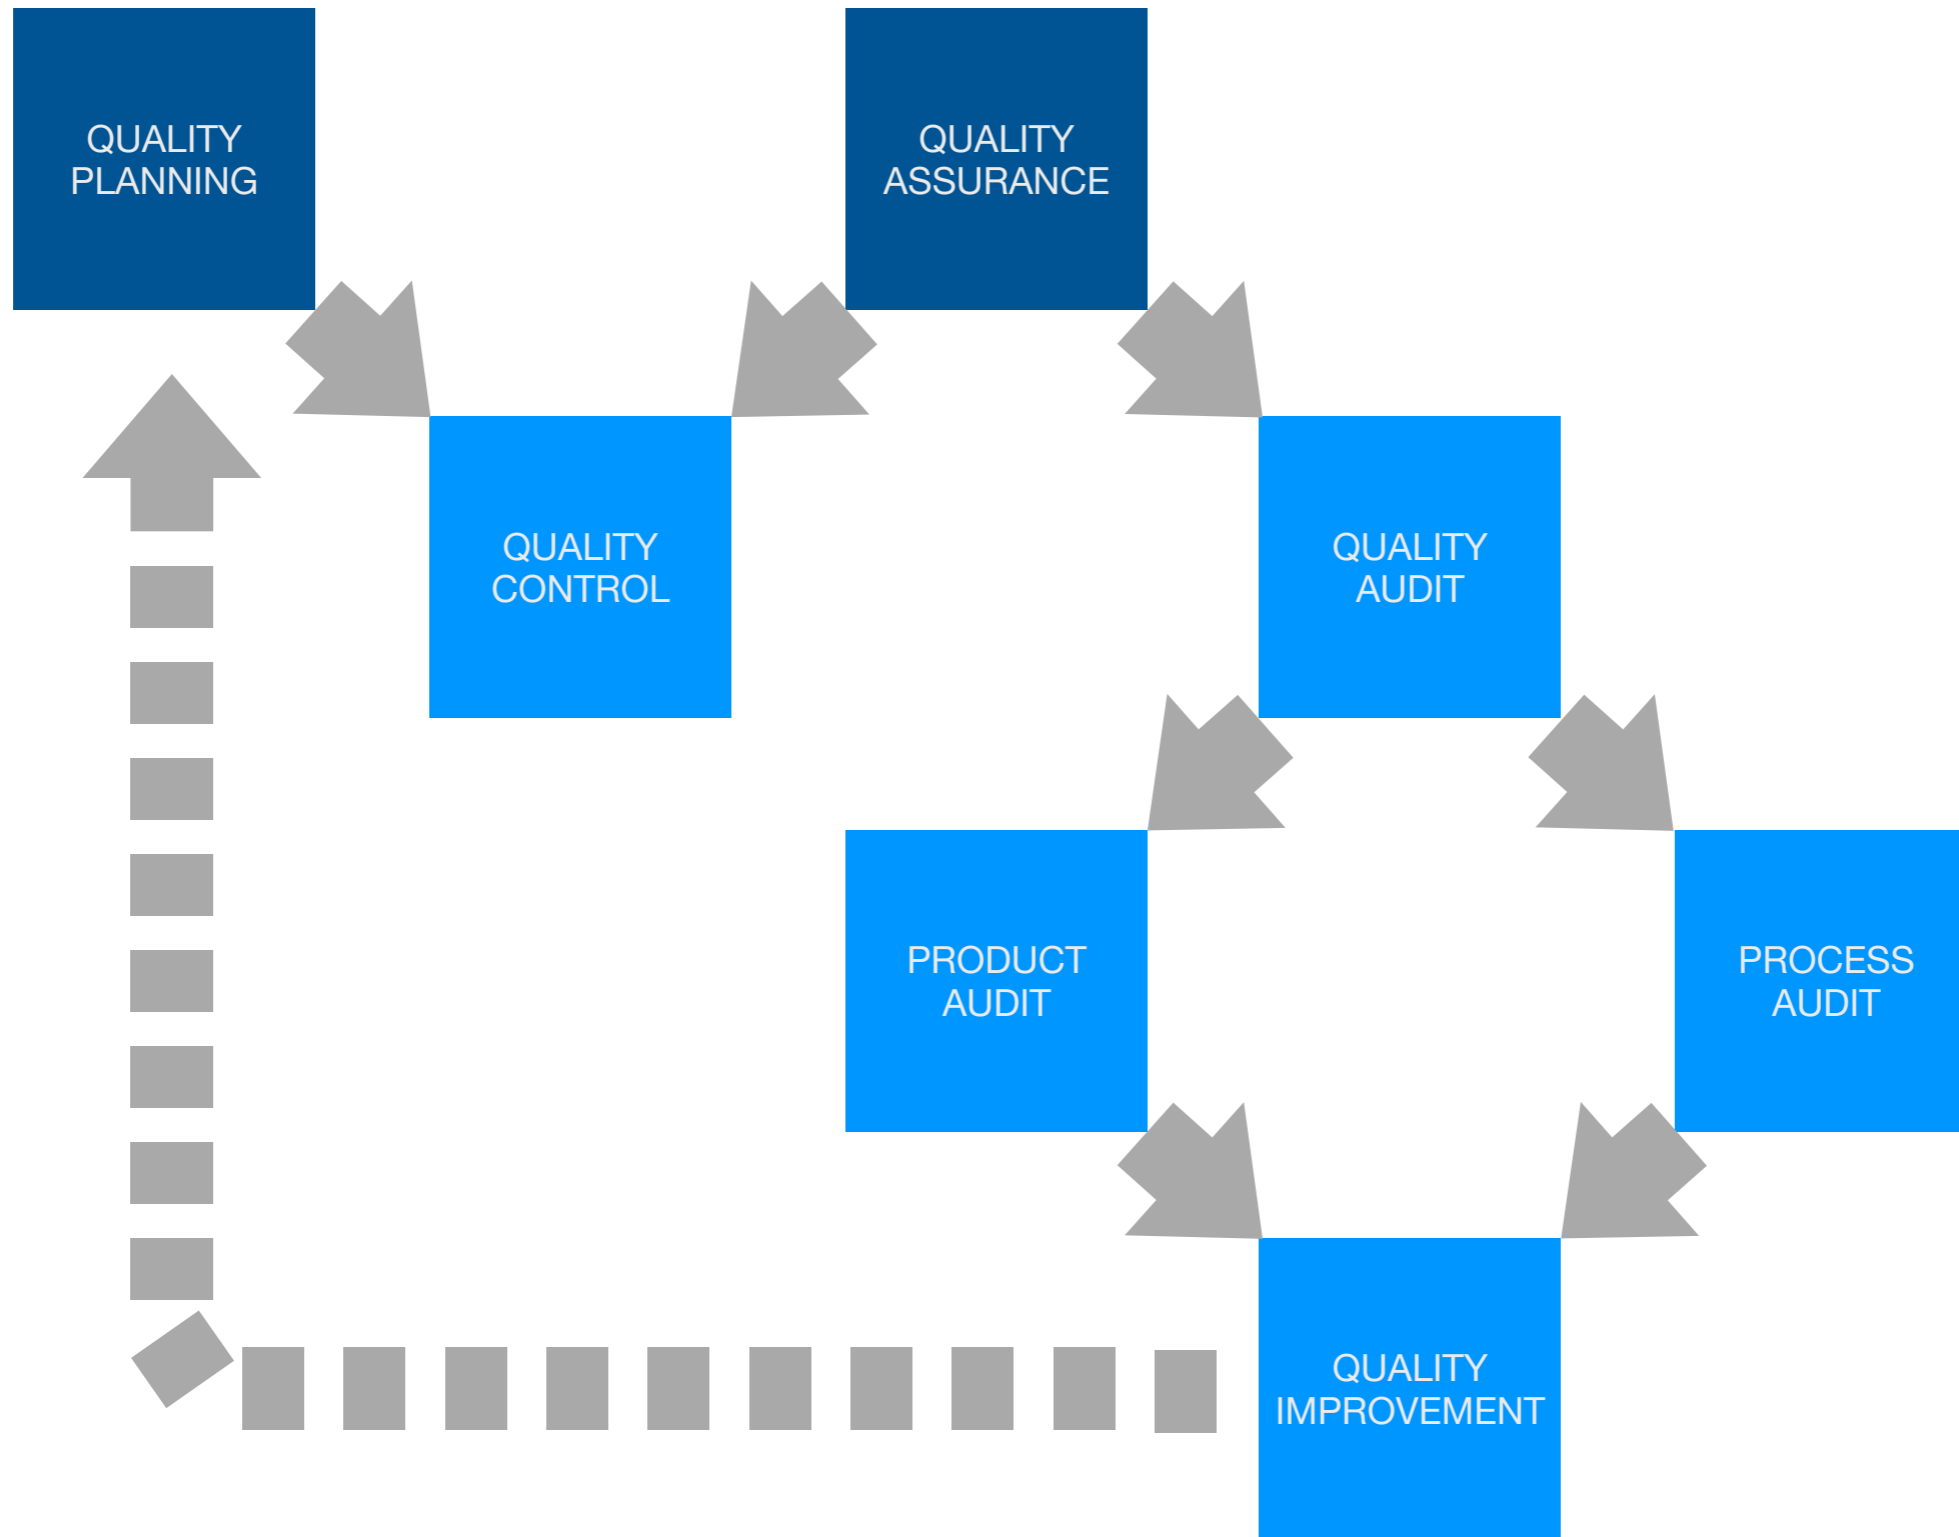 QUALITY
PLANNING
QUALITY
ASSURANCE
QUALITY
CONTROL
QUALITY
AUDIT
PRODUCT
AUDIT
PROCESS
AUDIT
QUALITY
IMPROVEMENT